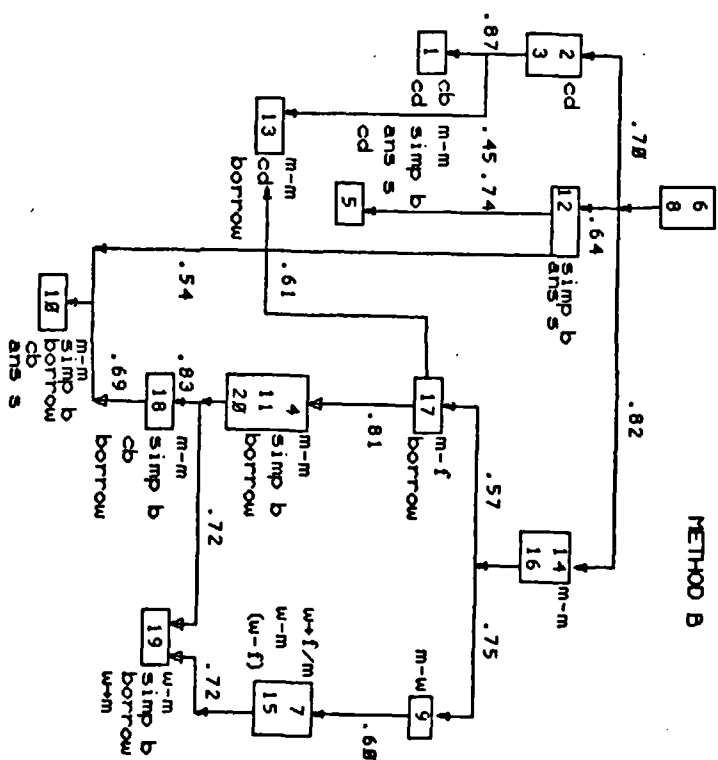 METHOD B
6
8
.70
.64
.82
2
3
cd
12
simp b
ans s
14
16
m-m
.87
.45
.74
.57
.75
1
cb
cd
m-m
simp b
ans s
cd
5
17
m-f
borrow
9
m-w
13
m-m
cd
borrow
.61
.54
.81
.60
4
11
20
m-m
simp b
borrow
7
15
w→f/m
w-m
(w-f)
.83
.72
.72
18
m-m
simp b
cb
borrow
.69
10
m-m
simp b
borrow
cb
ans s
19
w-m
simp b
borrow
w→m